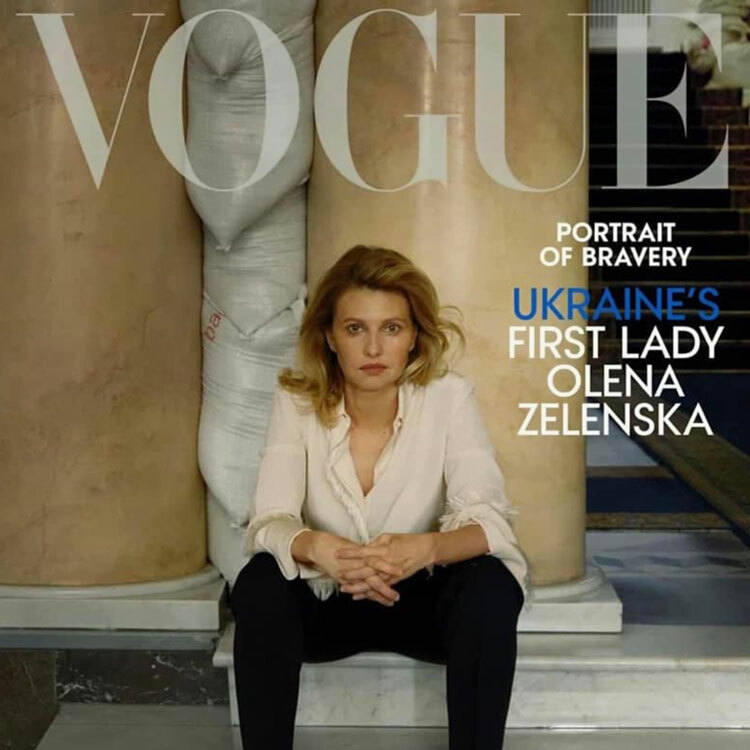 VOGUE
PORTRAIT
OF BRAVERY
UKRAINE'S
FIRST LADY
OLENA
ZELENSKA